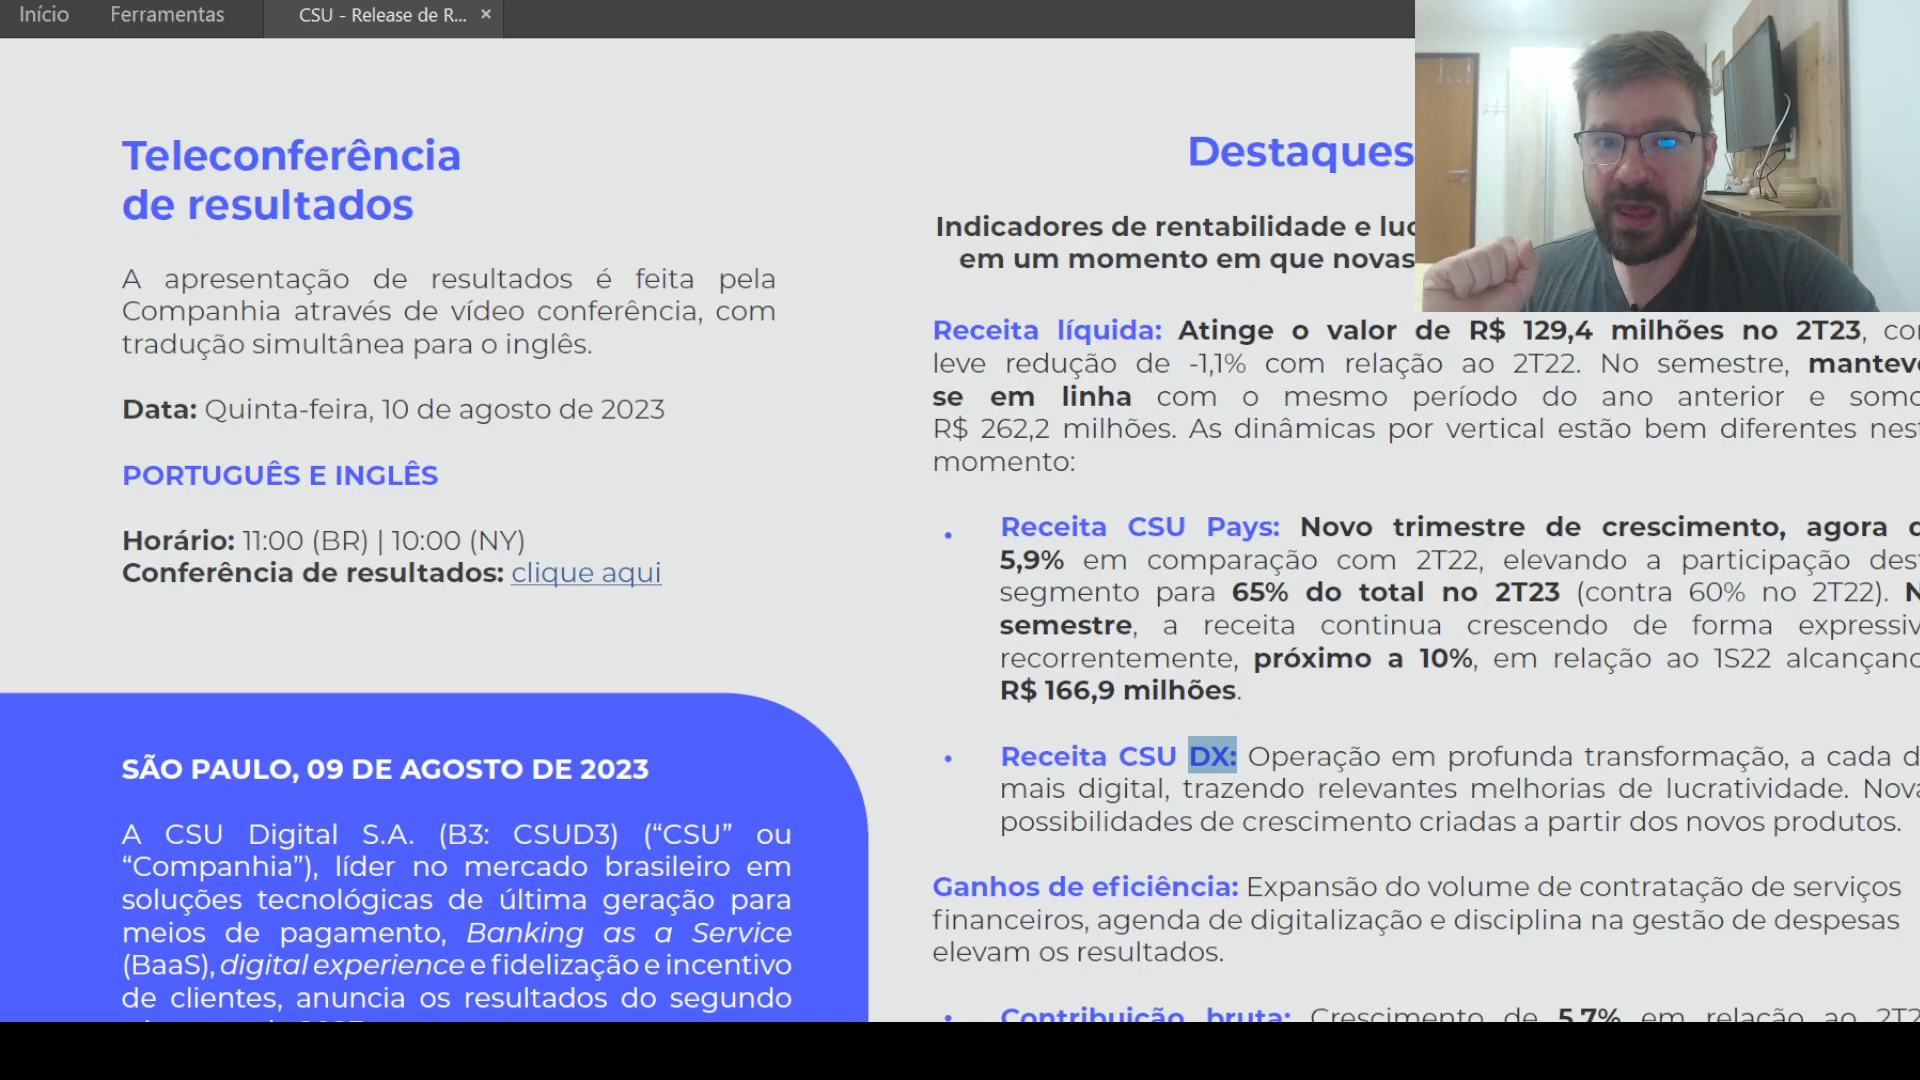 Início Ferramentas CSU - Release de R... ×
Teleconferência
de resultados
A apresentação de resultados é feita pela
Companhia através de vídeo conferência, com
tradução simultânea para o inglês.
Data: Quinta-feira, 10 de agosto de 2023
PORTUGUÊS E INGLÊS
Horário: 11:00 (BR) | 10:00 (NY)
Conferência de resultados: clique aqui
SÃO PAULO, 09 DE AGOSTO DE 2023
A CSU Digital S.A. (B3: CSUD3) (“CSU” ou
“Companhia”), líder no mercado brasileiro em
soluções tecnológicas de última geração para
meios de pagamento, Banking as a Service
(BaaS), digital experience e fidelização e incentivo
de clientes, anuncia os resultados do segundo
Destaques
Indicadores de rentabilidade e
em um momento em que novas
Receita líquida: Atinge o valor de R$ 129,4 milhões no 2T23,
leve redução de -1,1% com relação ao 2T22. No semestre,
se em linha com o mesmo período do ano anterior e
R$ 262,2 milhões. As dinâmicas por vertical estão bem diferentes
momento:
• Receita CSU Pays: Novo trimestre de crescimento, agora
5,9% em comparação com 2T22, elevando a participação
segmento para 65% do total no 2T23 (contra 60% no 2T22).
semestre, a receita continua crescendo de forma
recorrentemente, próximo a 10%, em relação ao 1S22
R$ 166,9 milhões.
• Receita CSU DX: Operação em profunda transformação, a cada
mais digital, trazendo relevantes melhorias de lucratividade.
possibilidades de crescimento criadas a partir dos novos produtos.
Ganhos de eficiência: Expansão do volume de contratação de serviços
financeiros, agenda de digitalização e disciplina na gestão de despesas
elevam os resultados.
• Contribuição bruta: Crescimento de 5,7% em relação ao